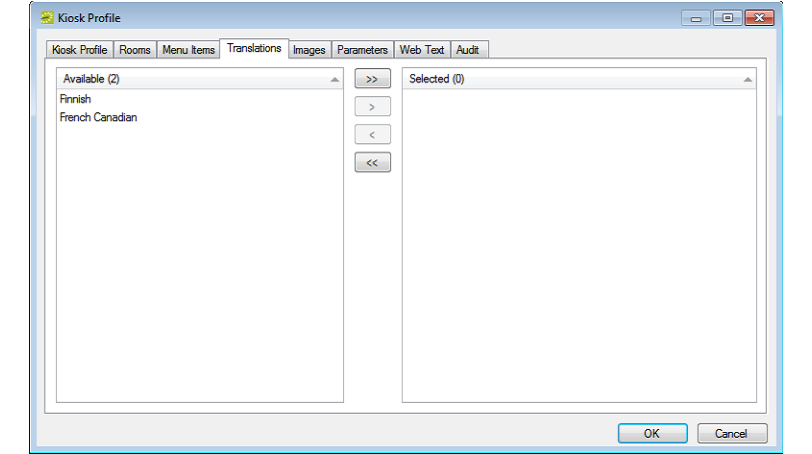 Kiosk Profile
Kiosk Profile Rooms Menu Items Translations Images Parameters Web Text Audit
Available (2)
Finnish
French Canadian
>>
>
<
<<
Selected (0)
OK Cancel